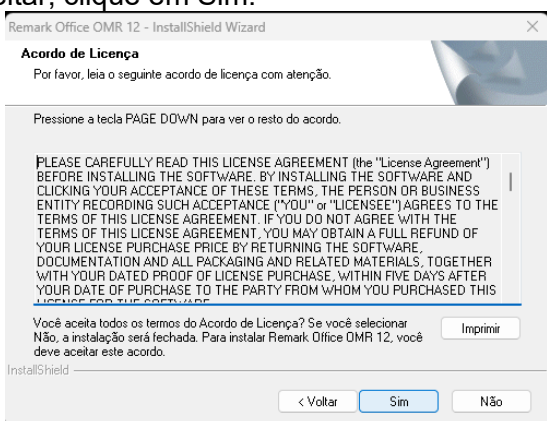 itar, clique em Sim.
Remark Office OMR 12 - InstallShield Wizard
Acordo de Licença
Por favor, leia o seguinte acordo de licença com atenção.
Pressione a tecla PAGE DOWN para ver o resto do acordo.
PLEASE CAREFULLY READ THIS LICENSE AGREEMENT (the "License Agreement")
BEFORE INSTALLING THE SOFTWARE. BY INSTALLING THE SOFTWARE AND
CLICKING YOUR ACCEPTANCE OF THESE TERMS, THE PERSON OR BUSINESS
ENTITY RECORDING SUCH ACCEPTANCE ("YOU" or "LICENSEE") AGREES TO THE
TERMS OF THIS LICENSE AGREEMENT. IF YOU DO NOT AGREE WITH THE
TERMS OF THIS LICENSE AGREEMENT, YOU MAY OBTAIN A FULL REFUND OF
YOUR LICENSE PURCHASE PRICE BY RETURNING THE SOFTWARE,
DOCUMENTATION AND ALL PACKAGING AND RELATED MATERIALS, TOGETHER
WITH YOUR DATED PROOF OF LICENSE PURCHASE, WITHIN FIVE DAYS AFTER
YOUR DATE OF PURCHASE TO THE PARTY FROM WHOM YOU PURCHASED THIS
LICENSE FOR THE SOFTWARE
Você aceita todos os termos do Acordo de Licença? Se você selecionar
Não, a instalação será fechada. Para instalar Remark Office OMR 12, você
deve aceitar este acordo.
Imprimir
InstallShield
< Voltar
Sim
Não